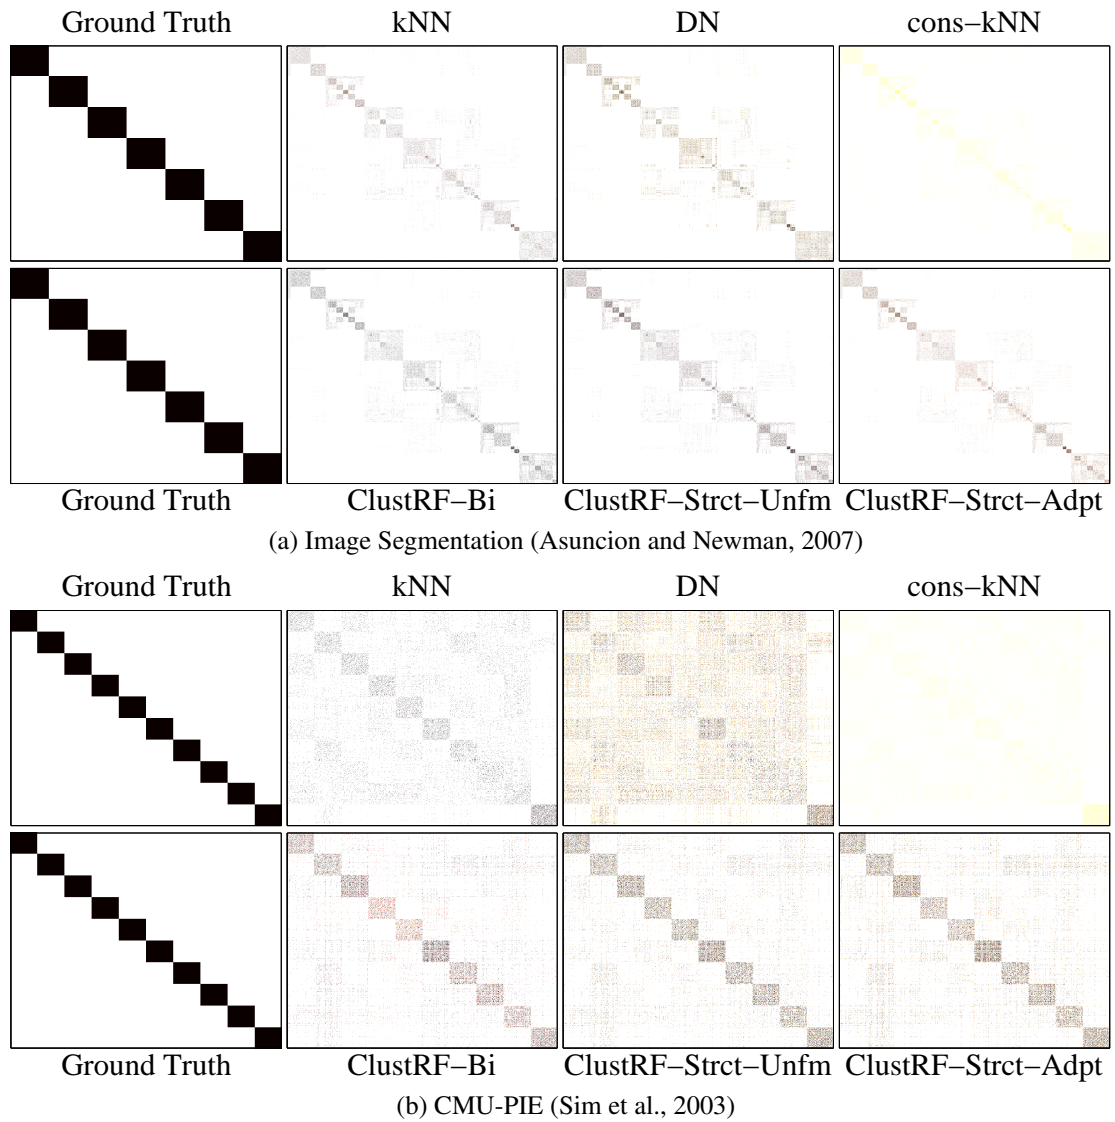 Ground Truth kNN DN cons−kNN
Ground Truth ClustRF−Bi ClustRF−Strct−Unfm ClustRF−Strct−Adpt
(a) Image Segmentation (Asuncion and Newman, 2007)
Ground Truth kNN DN cons−kNN
Ground Truth ClustRF−Bi ClustRF−Strct−Unfm ClustRF−Strct−Adpt
(b) CMU-PIE (Sim et al., 2003)